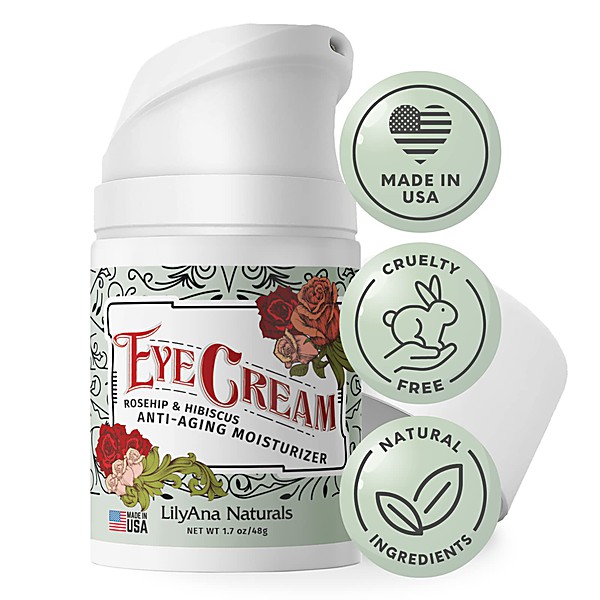 EYE CREAM
ROSEHIP & HIBISCUS
ANTI-AGING MOISTURIZER
MADE IN
USA
LilyAna Naturals
NET WT 1.7 oz/48g
MADE IN
USA
CRUELTY
FREE
NATURAL
INGREDIENTS